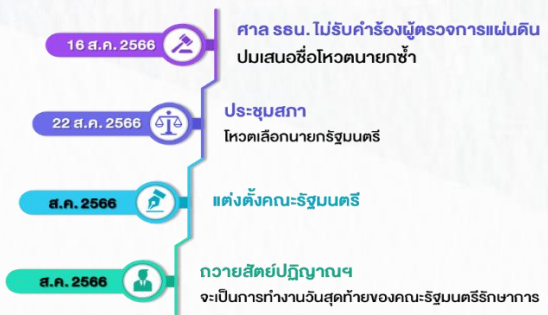 16 ส.ค. 2566
ศาล รธน. ไม่รับคำร้องผู้ตรวจการแผ่นดิน
ปมเสนอชื่อโหวตนายกซ้ำ
22 ส.ค. 2566
ประชุมสภา
โหวตเลือกนายกรัฐมนตรี
ส.ค. 2566
แต่งตั้งคณะรัฐมนตรี
ส.ค. 2566
ถวายสัตย์ปฏิญาณฯ
จะเป็นการทำงานวันสุดท้ายของคณะรัฐมนตรีรักษาการ